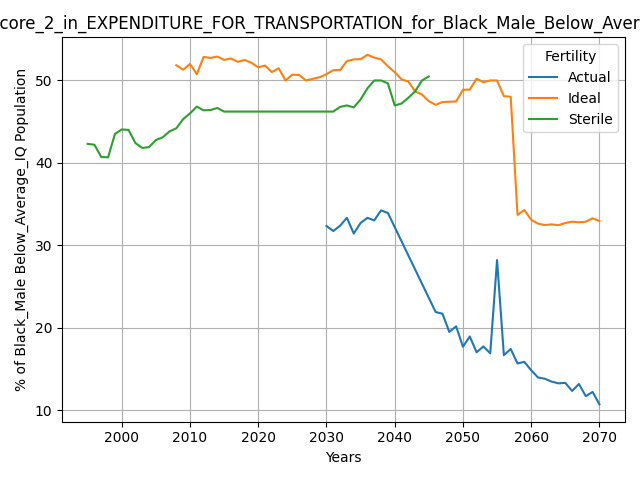 core_2_in_EXPENDITURE_FOR_TRANSPORTATION_for_Black_Male_Below_Aver
Fertility
Actual
Ideal
Sterile
% of Black_Male Below_Average_IQ Population
50
40
30
20
10
2000 2010 2020 2030 2040 2050 2060 2070
Years